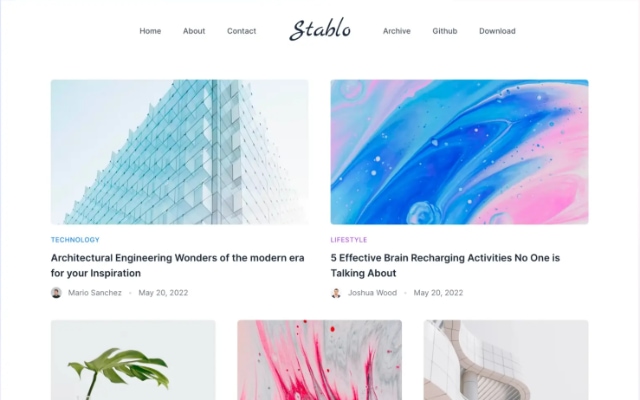 Home About Contact Stablo Archive Github Download
TECHNOLOGY
Architectural Engineering Wonders of the modern era
for your Inspiration
Mario Sanchez · May 20, 2022
LIFESTYLE
5 Effective Brain Recharging Activities No One is
Talking About
Joshua Wood · May 20, 2022